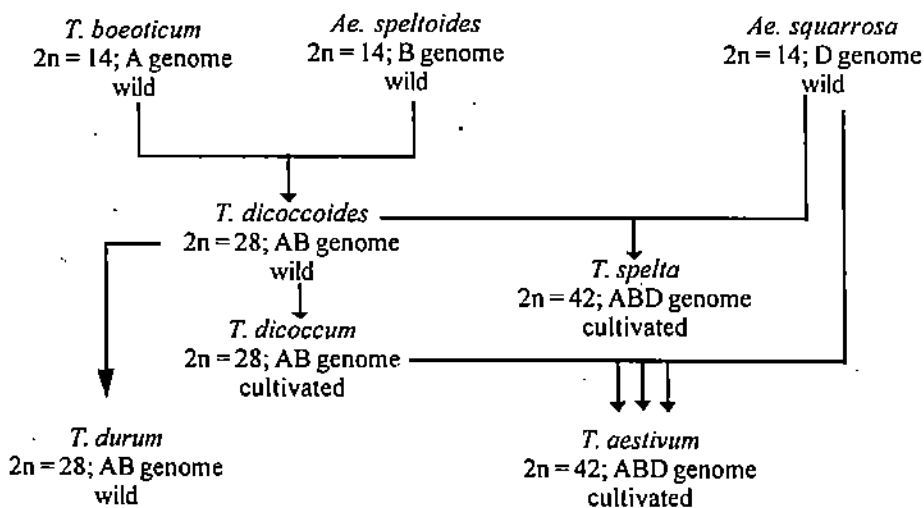 T. boeoticum
2n = 14; A genome
wild
Ae. speltoides
2n = 14; B genome
wild
Ae. squarrosa
2n = 14; D genome
wild
T. dicoccoides
2n = 28; AB genome
wild
T. spelta
2n = 42; ABD genome
cultivated
T. dicoccum
2n = 28; AB genome
cultivated
T. durum
2n = 28; AB genome
wild
T. aestivum
2n = 42; ABD genome
cultivated